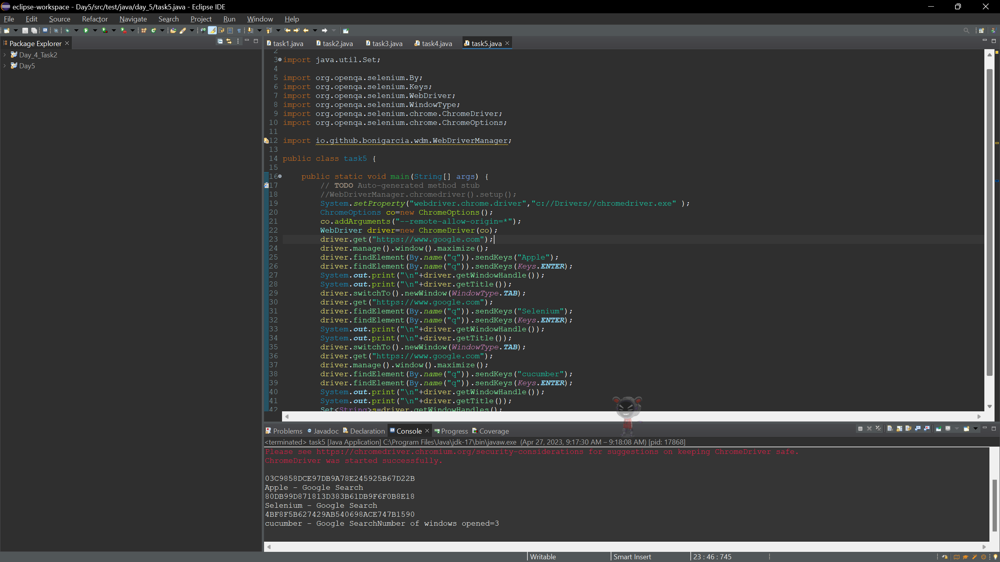 eclipse-workspace - Day5/src/test/java/day_5/task5.java - Eclipse IDE
File Edit Source Refactor Navigate Search Project Run Window Help
Package Explorer
task1.java task2.java task3.java task4.java task5.java
Day_4_Task2
Day5
2
3 import java.util.Set;
4
5 import org.openqa.selenium.By;
6 import org.openqa.selenium.Keys;
7 import org.openqa.selenium.WebDriver;
8 import org.openqa.selenium.WindowType;
9 import org.openqa.selenium.chrome.ChromeDriver;
10 import org.openqa.selenium.chrome.ChromeOptions;
11
12 import io.github.bonigarcia.wdm.WebDriverManager;
13
14 public class task5 {
15
16 public static void main(String[] args) {
17 // TODO Auto-generated method stub
18 //WebDriverManager.chromedriver().setup();
19 System.setProperty("webdriver.chrome.driver","c://Drivers//chromedriver.exe" );
20 ChromeOptions co=new ChromeOptions();
21 co.addArguments("--remote-allow-origin=*");
22 WebDriver driver=new ChromeDriver(co);
23 driver.get("https://www.google.com");
24 driver.manage().window().maximize();
25 driver.findElement(By.name("q")).sendKeys("Apple");
26 driver.findElement(By.name("q")).sendKeys(Keys.ENTER);
27 System.out.print("\n"+driver.getWindowHandle());
28 System.out.print("\n"+driver.getTitle());
29 driver.switchTo().newWindow(WindowType.TAB);
30 driver.get("https://www.google.com");
31 driver.findElement(By.name("q")).sendKeys("Selenium");
32 driver.findElement(By.name("q")).sendKeys(Keys.ENTER);
33 System.out.print("\n"+driver.getWindowHandle());
34 System.out.print("\n"+driver.getTitle());
35 driver.switchTo().newWindow(WindowType.TAB);
36 driver.get("https://www.google.com");
37 driver.manage().window().maximize();
38 driver.findElement(By.name("q")).sendKeys("cucumber");
39 driver.findElement(By.name("q")).sendKeys(Keys.ENTER);
40 System.out.print("\n"+driver.getWindowHandle());
41 System.out.print("\n"+driver.getTitle());
42 Set<String>s=driver.getWindowHandles();
Problems Javadoc Declaration Console Progress Coverage
<terminated> task5 [Java Application] C:\Program Files\Java\jdk-17\bin\javaw.exe (Apr 27, 2023, 9:17:30 AM – 9:18:08 AM) [pid: 17868]
Please see https://chromedriver.chromium.org/security-considerations for suggestions on keeping ChromeDriver safe.
ChromeDriver was started successfully.
03C9858DCE97DB9A78E245925B67D22B
Apple - Google Search
80DB99D871813D383B61DB9F6F0B8E18
Selenium - Google Search
4BF8F5B627429AB540698ACE747B1590
cucumber - Google SearchNumber of windows opened=3
Writable Smart Insert 23 : 46 : 745